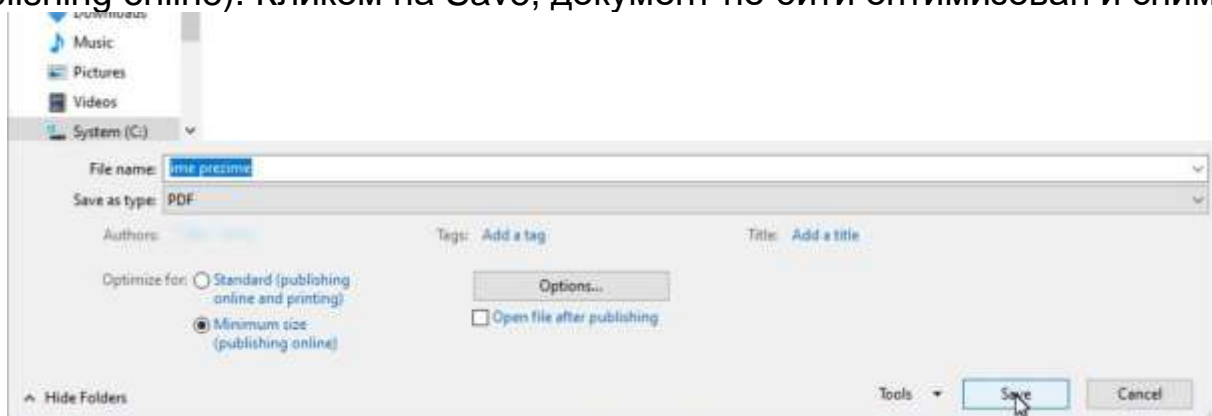 blishing online). Кликом на Save, документ ће бити оптимизован и сним
Downloads
Music
Pictures
Videos
System (C:)
File name: ime prezime
Save as type: PDF
Authors: Tags: Add a tag Title: Add a title
Optimize for: Standard (publishing online and printing)
Minimum size (publishing online)
Options...
Open file after publishing
Hide Folders Tools Save Cancel